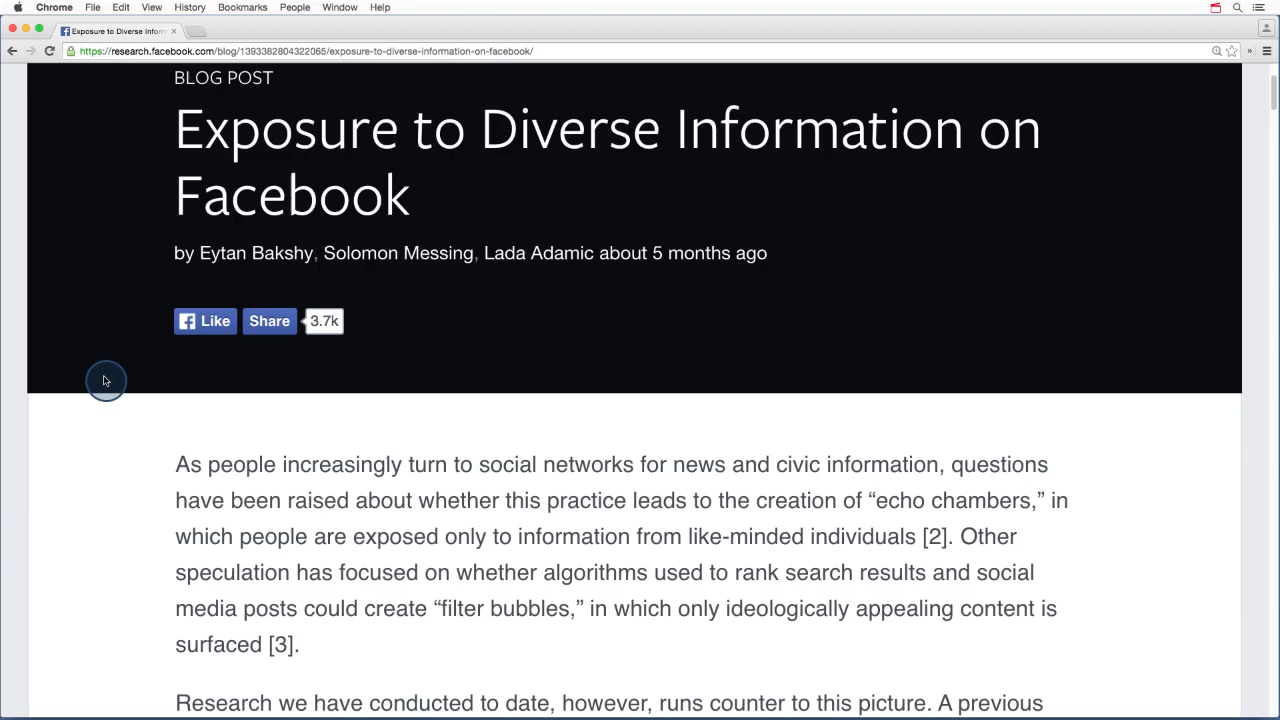 Chrome File Edit View History Bookmarks People Window Help
Exposure to Diverse Inform
https://research.facebook.com/blog/1393382804322065/exposure-to-diverse-information-on-facebook/
BLOG POST
Exposure to Diverse Information on
Facebook
by Eytan Bakshy, Solomon Messing, Lada Adamic about 5 months ago
Like Share 3.7k
As people increasingly turn to social networks for news and civic information, questions
have been raised about whether this practice leads to the creation of “echo chambers,” in
which people are exposed only to information from like-minded individuals [2]. Other
speculation has focused on whether algorithms used to rank search results and social
media posts could create “filter bubbles,” in which only ideologically appealing content is
surfaced [3].
Research we have conducted to date, however, runs counter to this picture. A previous